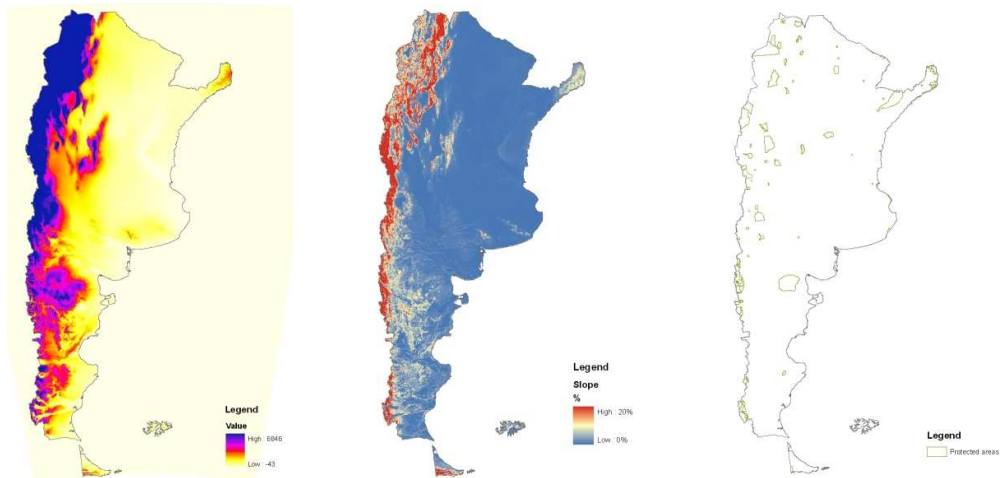 Legend
Value
High : 6846
Low : -43
Legend
Slope
%
High : 20%
Low : 0%
Legend
Protected areas